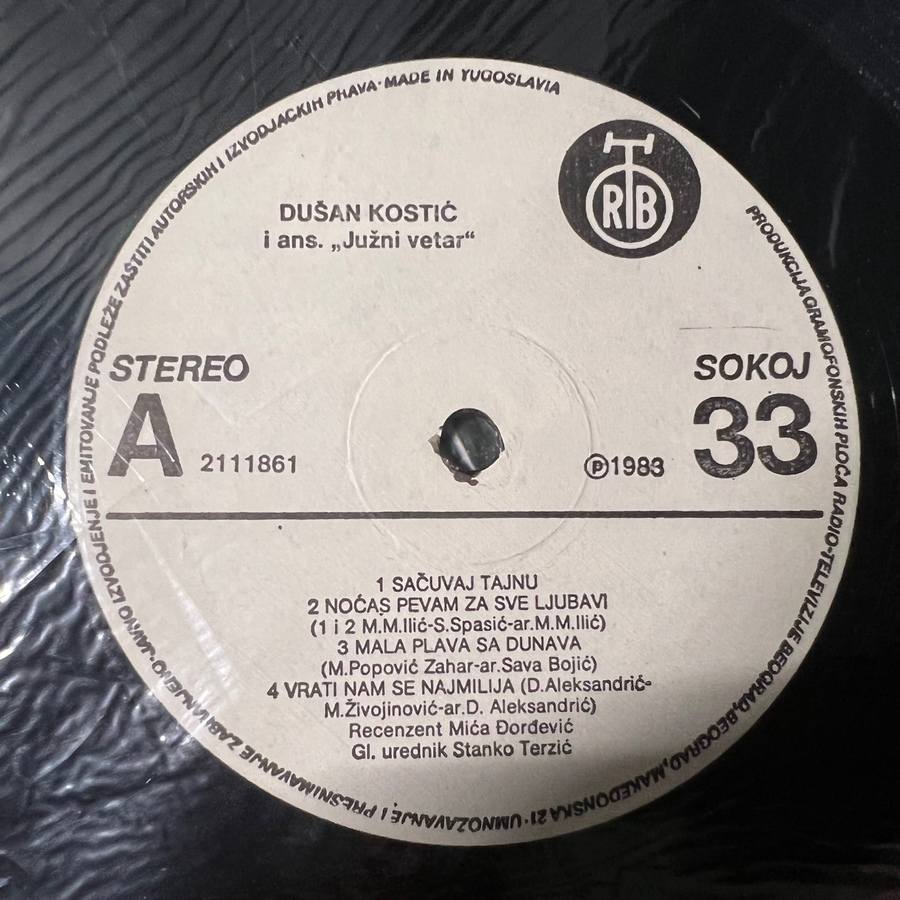 PRODUKCIJA GRAMOFONSKIH PLOČA RADIO-TELEVIZIJE BEOGRAD, BEOGRAD, MAKEDONSKA 21 · UMNOŽAVANJE I PRESNIMAVANJE ZABRANJENO · JAVNO IZVODJENJE I EMITOVANJE PODLEŽE ZAŠTITI AUTORSKIH I IZVODJAČKIH PRAVA · MADE IN YUGOSLAVIA
RTB
DUŠAN KOSTIĆ
i ans. „Južni vetar“
STEREO
SOKOJ
A 2111861
Ⓟ1983 33
1 SAČUVAJ TAJNU
2 NOĆAS PEVAM ZA SVE LJUBAVI
(1 i 2 M.M.Ilić-S.Spasić-ar.M.M.Ilić)
3 MALA PLAVA SA DUNAVA
(M.Popović Zahar-ar.Sava Bojić)
4 VRATI NAM SE NAJMILIJA (D.Aleksandrić-
M.Živojinović-ar.D. Aleksandrić)
Recenzent Mića Đorđević
Gl. urednik Stanko Terzić